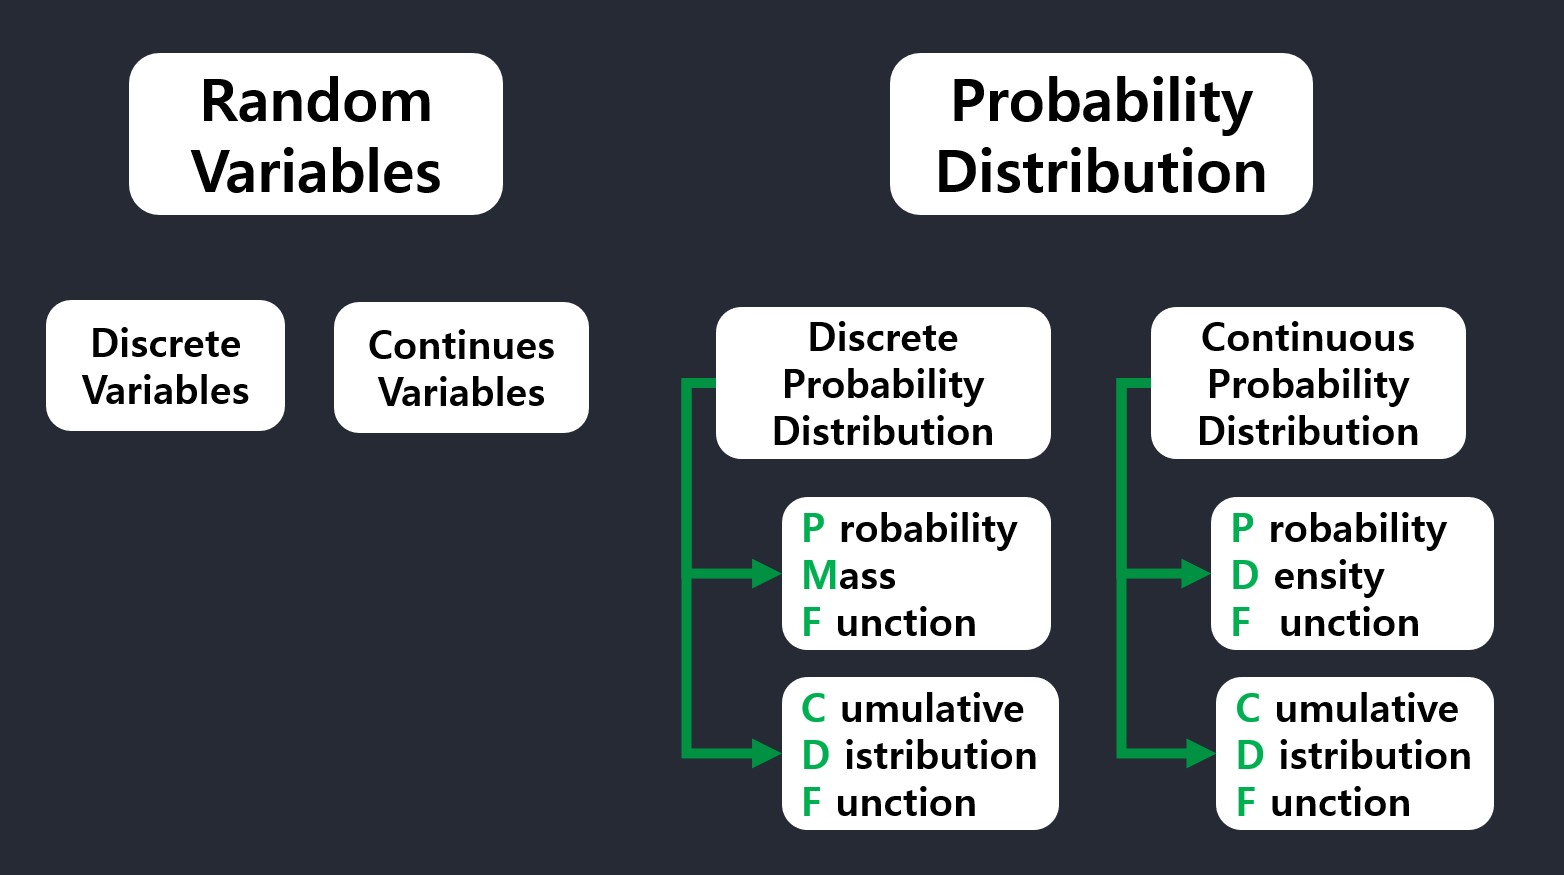 Random
Variables
Probability
Distribution
Discrete
Variables
Continues
Variables
Discrete
Probability
Distribution
Continuous
Probability
Distribution
P robability
Mass
F unction
P robability
D ensity
F unction
C umulative
D istribution
F unction
C umulative
D istribution
F unction